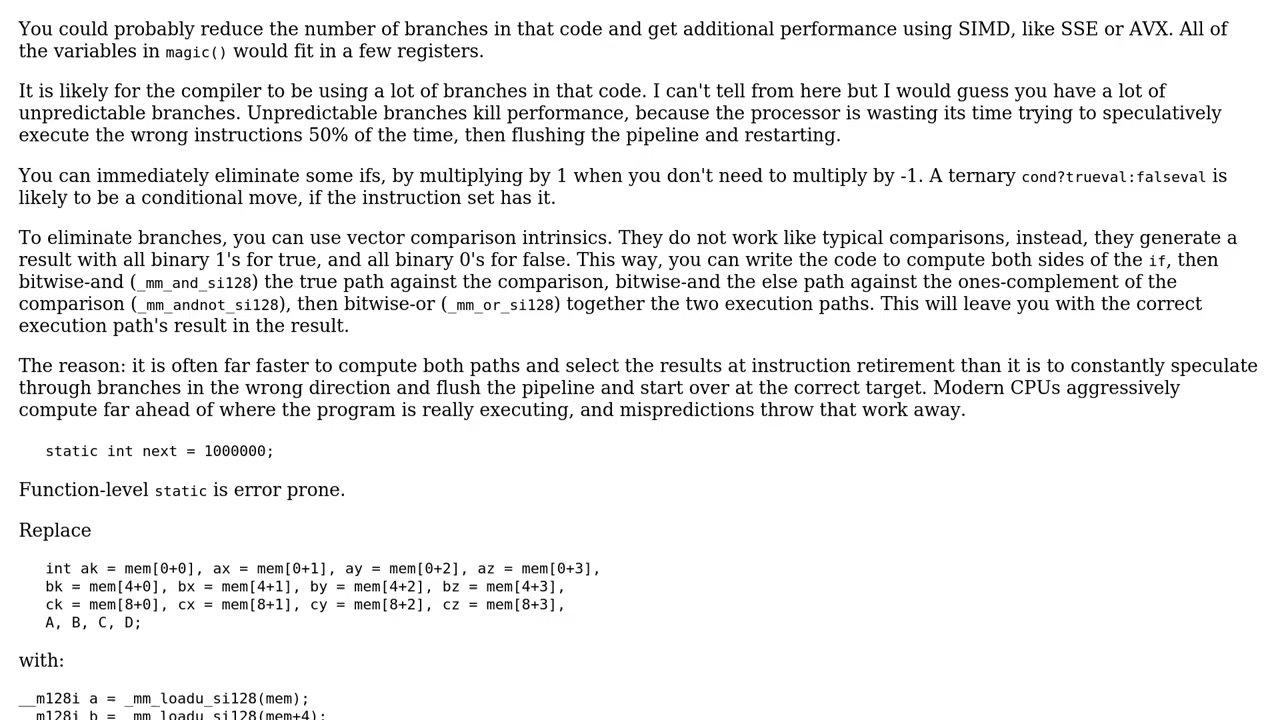 You could probably reduce the number of branches in that code and get additional performance using SIMD, like SSE or AVX. All of
the variables in magic() would fit in a few registers.
It is likely for the compiler to be using a lot of branches in that code. I can't tell from here but I would guess you have a lot of
unpredictable branches. Unpredictable branches kill performance, because the processor is wasting its time trying to speculatively
execute the wrong instructions 50% of the time, then flushing the pipeline and restarting.
You can immediately eliminate some ifs, by multiplying by 1 when you don't need to multiply by -1. A ternary cond?trueval:falseval is
likely to be a conditional move, if the instruction set has it.
To eliminate branches, you can use vector comparison intrinsics. They do not work like typical comparisons, instead, they generate a
result with all binary 1's for true, and all binary 0's for false. This way, you can write the code to compute both sides of the if, then
bitwise-and (_mm_and_si128) the true path against the comparison, bitwise-and the else path against the ones-complement of the
comparison (_mm_andnot_si128), then bitwise-or (_mm_or_si128) together the two execution paths. This will leave you with the correct
execution path's result in the result.
The reason: it is often far faster to compute both paths and select the results at instruction retirement than it is to constantly speculate
through branches in the wrong direction and flush the pipeline and start over at the correct target. Modern CPUs aggressively
compute far ahead of where the program is really executing, and mispredictions throw that work away.
static int next = 1000000;
Function-level static is error prone.
Replace
int ak = mem[0+0], ax = mem[0+1], ay = mem[0+2], az = mem[0+3],
bk = mem[4+0], bx = mem[4+1], by = mem[4+2], bz = mem[4+3],
ck = mem[8+0], cx = mem[8+1], cy = mem[8+2], cz = mem[8+3],
A, B, C, D;
with:
__m128i a = _mm_loadu_si128(mem);
__m128i b = _mm_loadu_si128(mem+4);